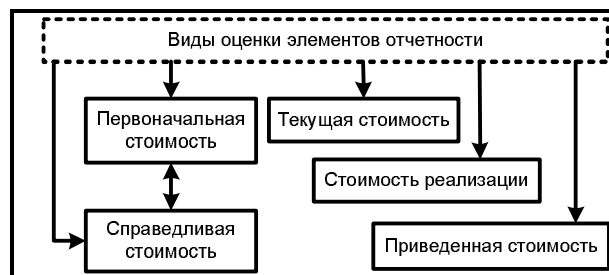 Виды оценки элементов отчетности
Первоначальная
стоимость
Текущая стоимость
Стоимость реализации
Справедливая
стоимость
Приведенная стоимость